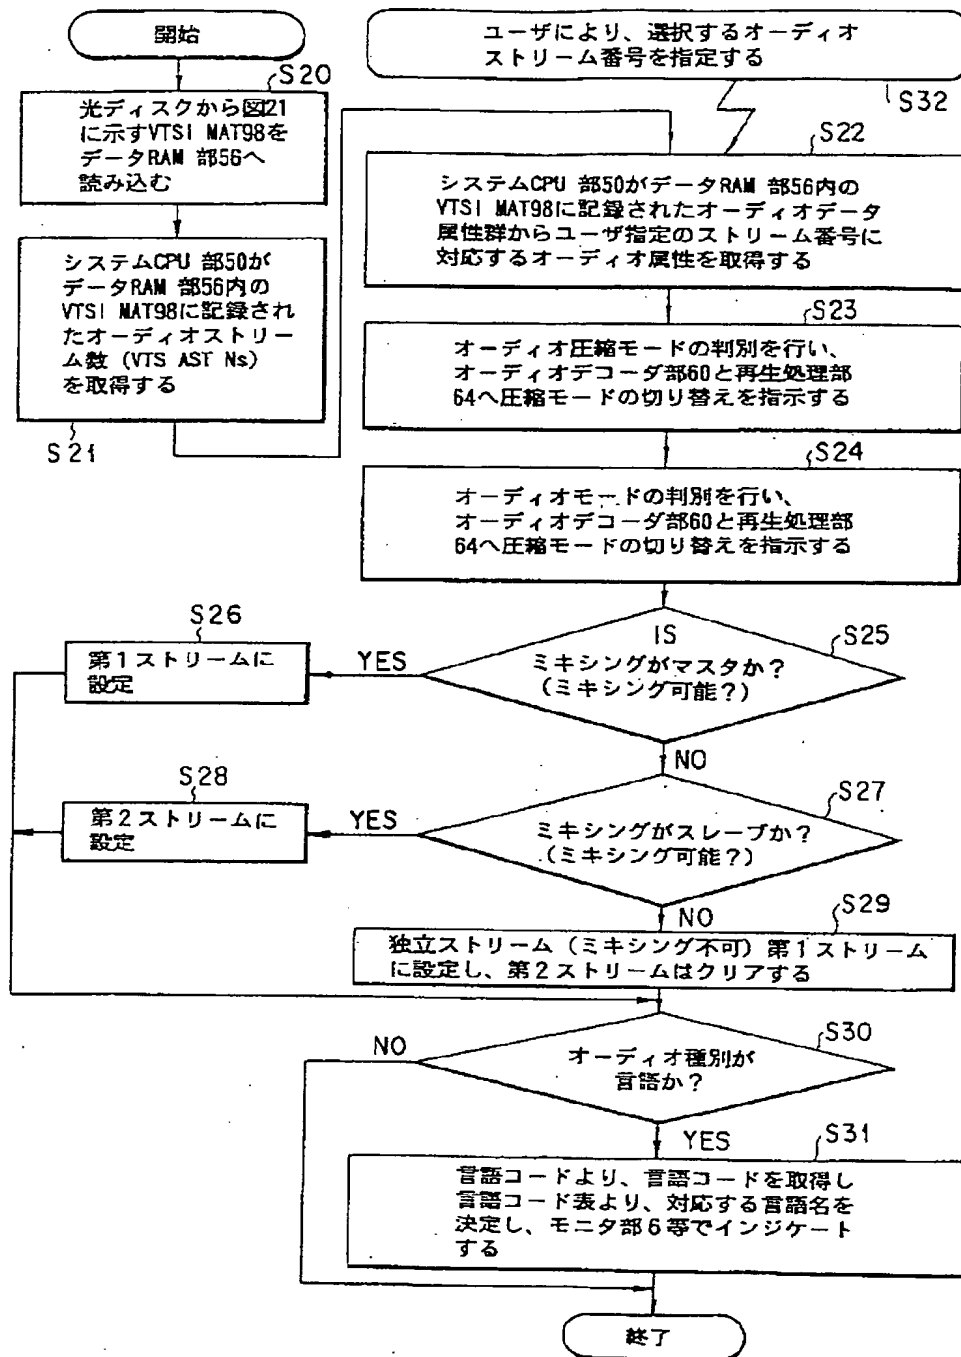 開始
S20
光ディスクから図21
に示すVTSI MAT98を
データRAM 部56へ
読み込む
システムCPU 部50が
データRAM 部56内の
VTSI MAT98に記録され
たオーディオストリー
ム数(VTS AST Ns)
を取得する
S21
ユーザにより、選択するオーディオ
ストリーム番号を指定する
S32
S22
システムCPU 部50がデータRAM 部56内の
VTSI MAT98に記録されたオーディオデータ
属性群からユーザ指定のストリーム番号に
対応するオーディオ属性を取得する
S23
オーディオ圧縮モードの判別を行い、
オーディオデコーダ部60と再生処理部
64へ圧縮モードの切り替えを指示する
S24
オーディオモードの判別を行い、
オーディオデコーダ部60と再生処理部
64へ圧縮モードの切り替えを指示する
S25
IS
ミキシングがマスタか?
(ミキシング可能?)
YES
S26
第1ストリームに
設定
NO
S27
ミキシングがスレーブか?
(ミキシング可能?)
YES
S28
第2ストリームに
設定
NO
S29
独立ストリーム(ミキシング不可)第1ストリーム
に設定し、第2ストリームはクリアする
S30
オーディオ種別が
言語か?
NO
YES
S31
言語コードより、言語コードを取得し
言語コード表より、対応する言語名を
決定し、モニタ部6等でインジケート
する
終了